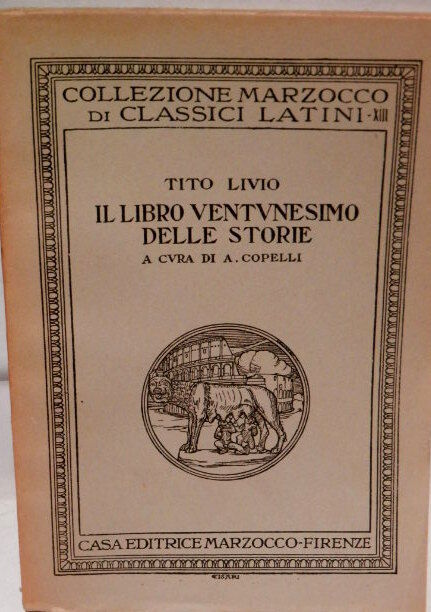 COLLEZIONE MARZOCCO
DI CLASSICI LATINI-XIII
TITO LIVIO
IL LIBRO VENTVNESIMO
DELLE STORIE
A CVRA DI A. COPELLI
CASA EDITRICE MARZOCCO-FIRENZE